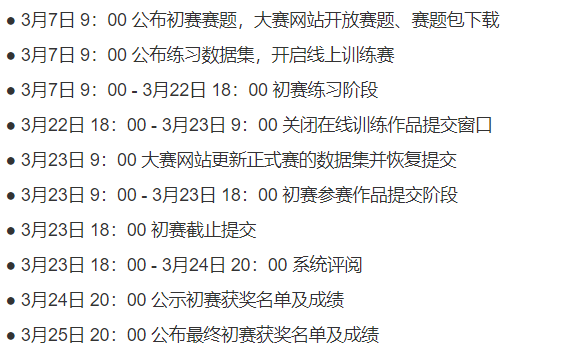 ● 3月7日 9：00 公布初赛赛题，大赛网站开放赛题、赛题包下载
● 3月7日 9：00 公布练习数据集，开启线上训练赛
● 3月7日 9：00 - 3月22日 18：00 初赛练习阶段
● 3月22日 18：00 - 3月23日 9：00 关闭在线训练作品提交窗口
● 3月23日 9：00 大赛网站更新正式赛的数据集并恢复提交
● 3月23日 9：00 - 3月23日 18：00 初赛参赛作品提交阶段
● 3月23日 18：00 初赛截止提交
● 3月23日 18：00 - 3月24日 20：00 系统评阅
● 3月24日 20：00 公示初赛获奖名单及成绩
● 3月25日 20：00 公布最终初赛获奖名单及成绩